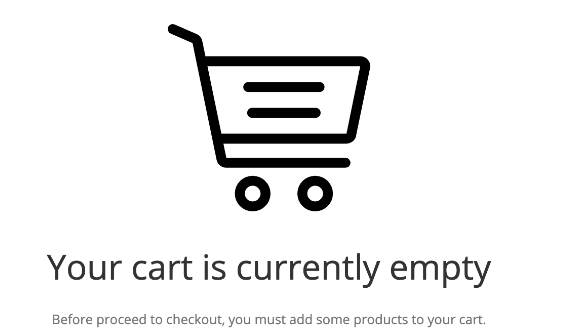 Your cart is currently empty
Before proceed to checkout, you must add some products to your cart.